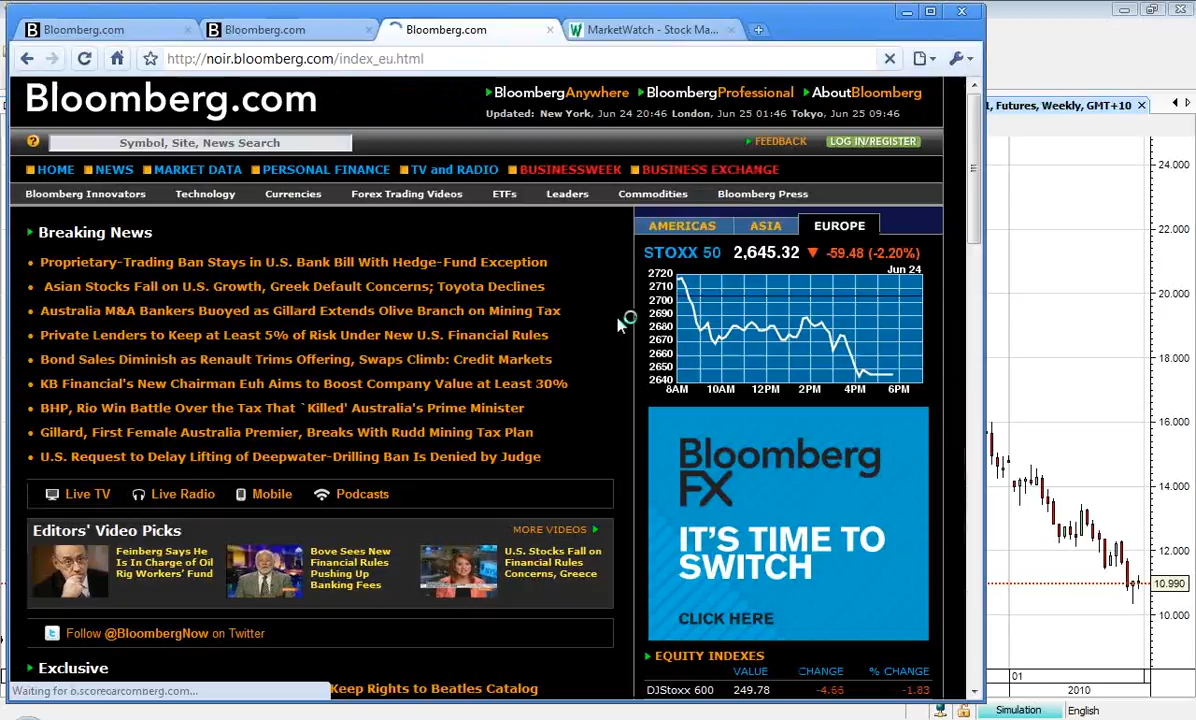 Bloomberg.com
Bloomberg.com
Bloomberg.com
MarketWatch - Stock Ma...
http://noir.bloomberg.com/index_eu.html
Bloomberg.com
BloombergAnywhere
BloombergProfessional
AboutBloomberg
Updated: New York, Jun 24 20:46 London, Jun 25 01:46 Tokyo, Jun 25 09:46
?
Symbol, Site, News Search
FEEDBACK
LOG IN/REGISTER
HOME
NEWS
MARKET DATA
PERSONAL FINANCE
TV and RADIO
BUSINESSWEEK
BUSINESS EXCHANGE
Bloomberg Innovators
Technology
Currencies
Forex Trading Videos
ETFs
Leaders
Commodities
Bloomberg Press
Breaking News
Proprietary-Trading Ban Stays in U.S. Bank Bill With Hedge-Fund Exception
Asian Stocks Fall on U.S. Growth, Greek Default Concerns; Toyota Declines
Australia M&A Bankers Buoyed as Gillard Extends Olive Branch on Mining Tax
Private Lenders to Keep at Least 5% of Risk Under New U.S. Financial Rules
Bond Sales Diminish as Renault Trims Offering, Swaps Climb: Credit Markets
KB Financial's New Chairman Euh Aims to Boost Company Value at Least 30%
BHP, Rio Win Battle Over the Tax That `Killed' Australia's Prime Minister
Gillard, First Female Australia Premier, Breaks With Rudd Mining Tax Plan
U.S. Request to Delay Lifting of Deepwater-Drilling Ban Is Denied by Judge
Live TV
Live Radio
Mobile
Podcasts
Editors' Video Picks
MORE VIDEOS
Feinberg Says He
Is In Charge of Oil
Rig Workers' Fund
Bove Sees New
Financial Rules
Pushing Up
Banking Fees
U.S. Stocks Fall on
Financial Rules
Concerns, Greece
Follow @BloombergNow on Twitter
Exclusive
Keep Rights to Beatles Catalog
Waiting for o.scorecarcomberg.com...
AMERICAS
ASIA
EUROPE
STOXX 50 2,645.32 -59.48 (-2.20%)
Jun 24
2720
2710
2700
2690
2680
2670
2660
2650
2640
8AM 10AM 12PM 2PM 4PM 6PM
Bloomberg
FX
IT'S TIME TO
SWITCH
CLICK HERE
EQUITY INDEXES
VALUE CHANGE % CHANGE
DJStoxx 600 249.78 -4.66 -1.83
I, Futures, Weekly, GMT+10
24.000
22.000
20.000
18.000
16.000
14.000
12.000
10.990
10.000
01
2010
Simulation
English